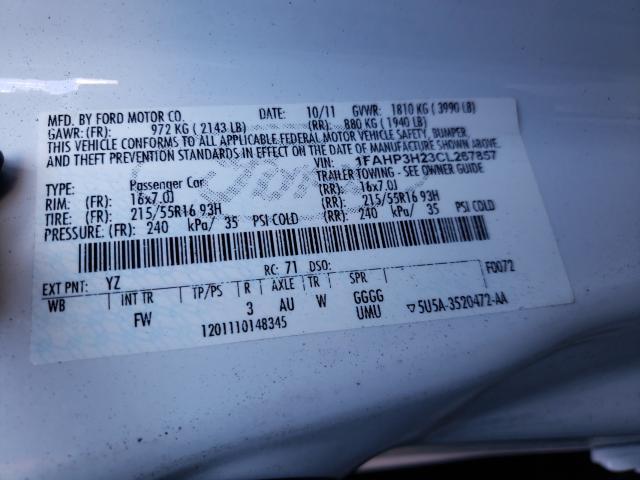 MFD. BY FORD MOTOR CO. DATE: 10/11 GVWR: 1810 KG ( 3990 LB)
GAWR: (FR): 972 KG ( 2143 LB) (RR): 880 KG ( 1940 LB)
THIS VEHICLE CONFORMS TO ALL APPLICABLE FEDERAL MOTOR VEHICLE SAFETY, BUMPER,
AND THEFT PREVENTION STANDARDS IN EFFECT ON THE DATE OF MANUFACTURE SHOWN ABOVE.
VIN: 1FAHP3H23CL257857
TYPE: Passenger Car TRAILER TOWING - SEE OWNER GUIDE
RIM: (FR): 16x7.0J (RR): 16x7.0J
TIRE: (FR): 215/55R16 93H (RR): 215/55R16 93H
PRESSURE: (FR): 240 kPa/ 35 PSI COLD (RR): 240 kPa/ 35 PSI COLD
EXT PNT: YZ RC: 71 DSO: F0072
WB INT TR TP/PS R AXLE TR SPR
FW 3 AU W GGGG
1201110148345 UMU ▽5U5A-3520472-AA